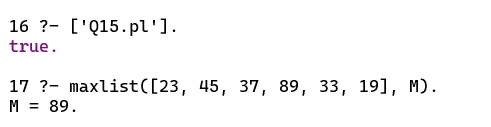 16 ?- ['Q15.pl'].
true.
17 ?- maxlist([23, 45, 37, 89, 33, 19], M).
M = 89.